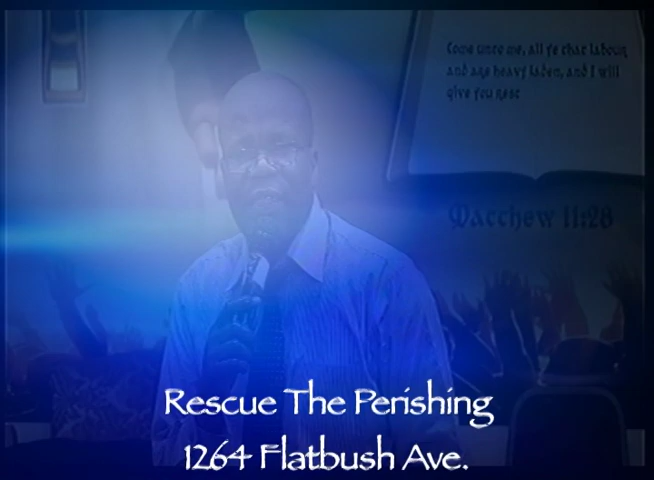 Come unto me, all ye that labour
and are heavy laden, and I will
give you rest
Matthew 11:28
Rescue The Perishing
1264 Flatbush Ave.